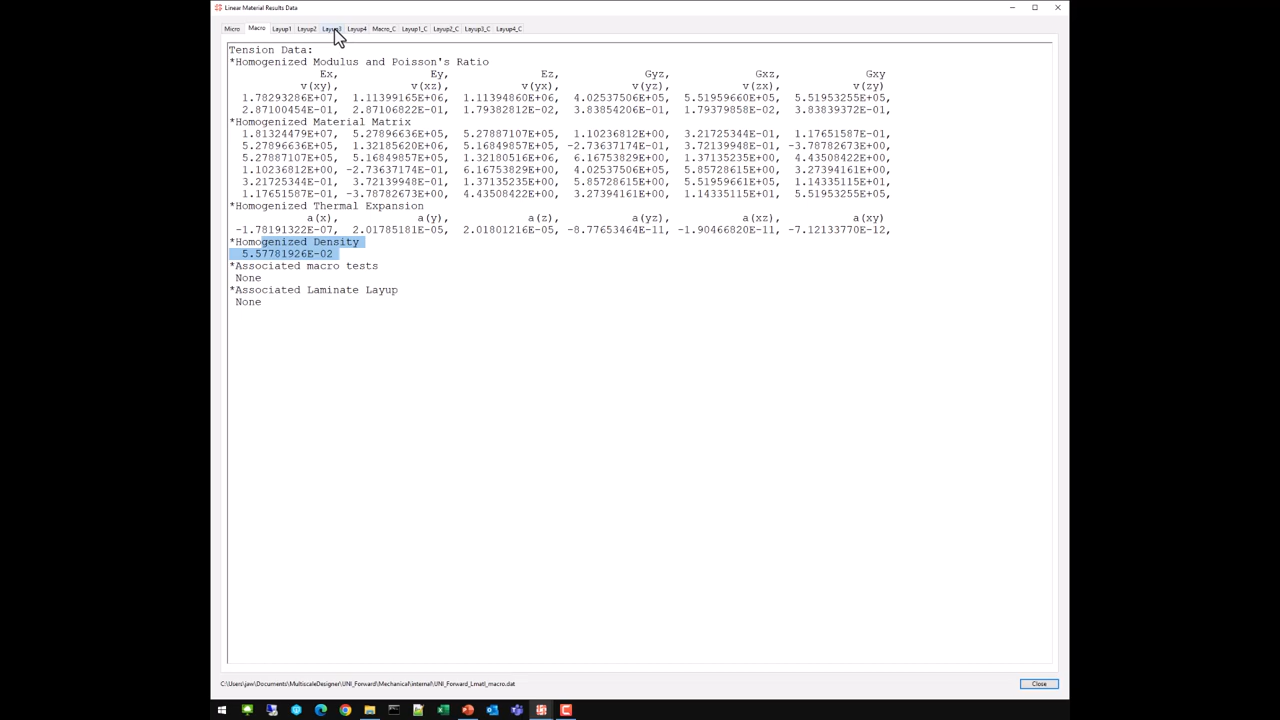 Linear Material Results Data
Micro Macro Layup1 Layup2 Layup3 Layup4 Macro_C Layup1_C Layup2_C Layup3_C Layup4_C
Tension Data:
*Homogenized Modulus and Poisson's Ratio
Ex, Ey, Ez, Gyz, Gxz, Gxy
v(xy), v(xz), v(yx), v(yz), v(zx), v(zy)
1.78293286E+07, 1.11399165E+06, 1.11394860E+06, 4.02537506E+05, 5.51959660E+05, 5.51953255E+05,
2.87100454E-01, 2.87106822E-01, 1.79382812E-02, 3.83854206E-01, 1.79379858E-02, 3.83839372E-01,
*Homogenized Material Matrix
1.81324479E+07, 5.27896636E+05, 5.27887107E+05, 1.10236812E+00, 3.21725344E-01, 1.17651587E-01,
5.27896636E+05, 1.32185620E+06, 5.16849857E+05, -2.73637174E-01, 3.72139948E-01, -3.78782673E+00,
5.27887107E+05, 5.16849857E+05, 1.32180516E+06, 6.16753829E+00, 1.37135235E+00, 4.43508422E+00,
1.10236812E+00, -2.73637174E-01, 6.16753829E+00, 4.02537506E+05, 5.85728615E+00, 3.27394161E+00,
3.21725344E-01, 3.72139948E-01, 1.37135235E+00, 5.85728615E+00, 5.51959661E+05, 1.14335115E+01,
1.17651587E-01, -3.78782673E+00, 4.43508422E+00, 3.27394161E+00, 1.14335115E+01, 5.51953255E+05,
*Homogenized Thermal Expansion
a(x), a(y), a(z), a(yz), a(xz), a(xy)
-1.78191322E-07, 2.01785181E-05, 2.01801216E-05, -8.77653464E-11, -1.90466820E-11, -7.12133770E-12,
*Homogenized Density
5.57781926E-02
*Associated macro tests
None
*Associated Laminate Layup
None
C:\Users\jaw\Documents\MultiscaleDesigner\UNI_Forward\Mechanical\internal\UNI_Forward_Lmatl_macro.dat
Close